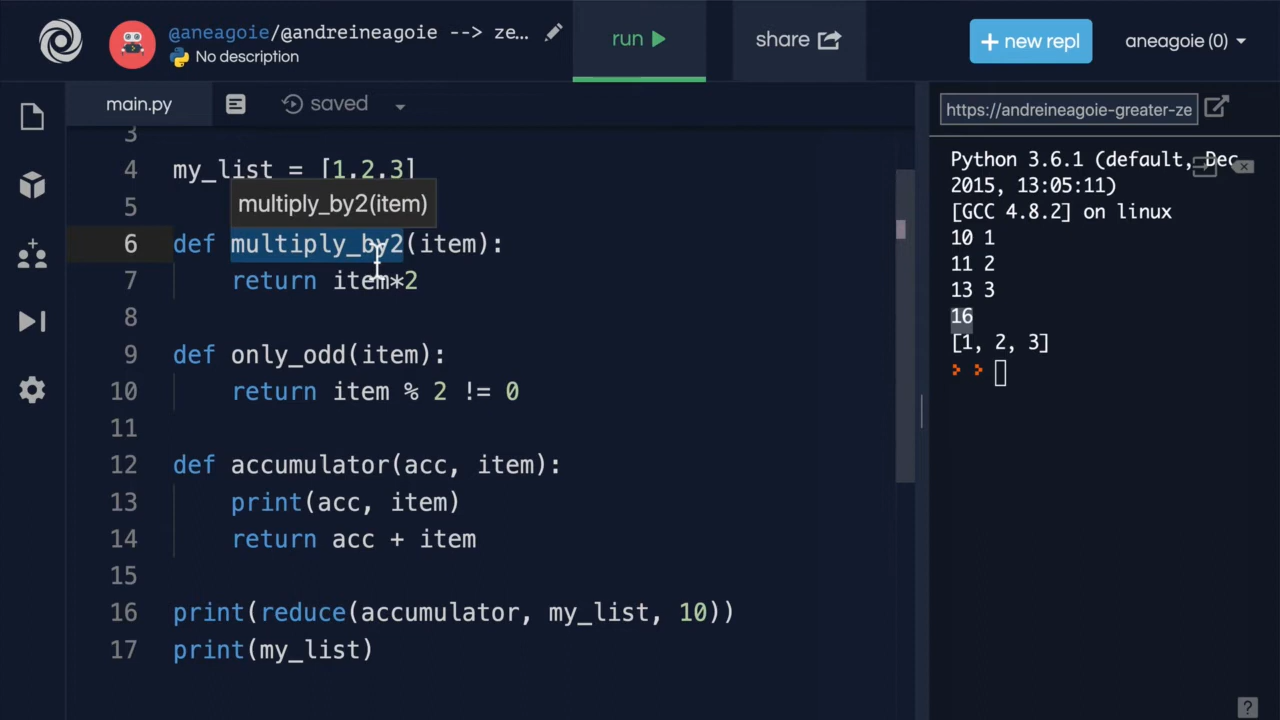 @aneagoie/@andreineagoie --> ze...
No description
run
share
+ new repl
aneagoie (0)
main.py
saved
https://andreineagoie-greater-ze
3
4 my_list = [1,2,3]
5
multiply_by2(item)
6 def multiply_by2(item):
7 return item*2
8
9 def only_odd(item):
10 return item % 2 != 0
11
12 def accumulator(acc, item):
13 print(acc, item)
14 return acc + item
15
16 print(reduce(accumulator, my_list, 10))
17 print(my_list)
Python 3.6.1 (default, Dec
2015, 13:05:11)
[GCC 4.8.2] on linux
10 1
11 2
13 3
16
[1, 2, 3]
?